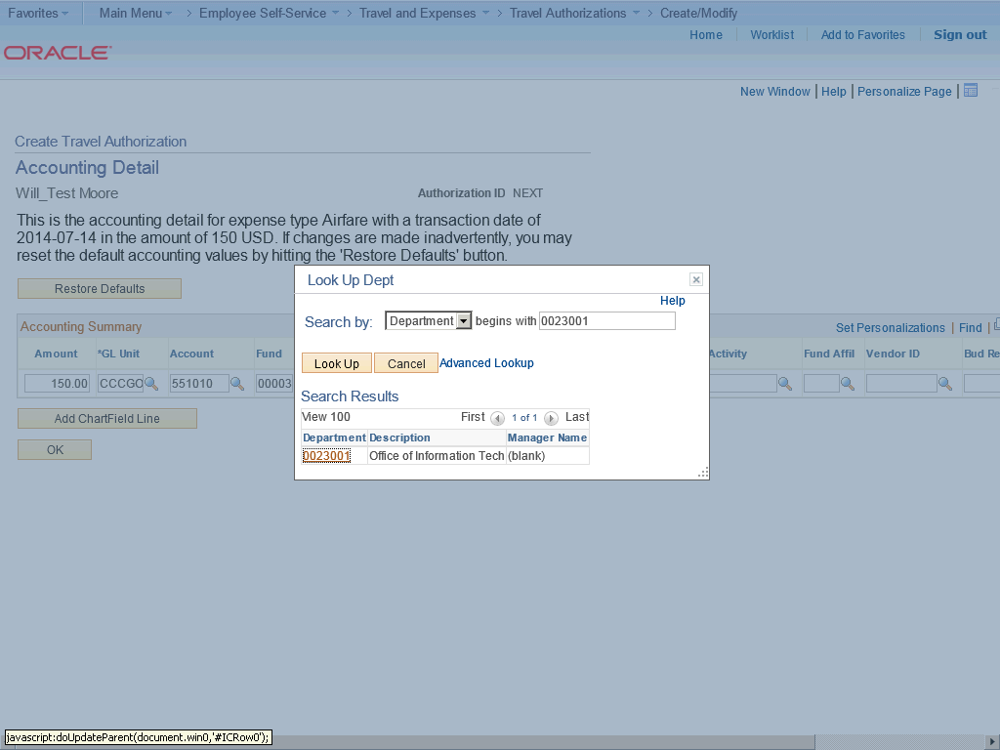 Favorites Main Menu > Employee Self-Service > Travel and Expenses > Travel Authorizations > Create/Modify
Home Worklist Add to Favorites Sign out
ORACLE
New Window | Help | Personalize Page |
Create Travel Authorization
Accounting Detail
Will_Test Moore Authorization ID NEXT
This is the accounting detail for expense type Airfare with a transaction date of
2014-07-14 in the amount of 150 USD. If changes are made inadvertently, you may
reset the default accounting values by hitting the 'Restore Defaults' button.
Restore Defaults
Look Up Dept
Help
Search by: Department begins with 0023001
Look Up Cancel Advanced Lookup
Search Results
View 100 First 1 of 1 Last
Department Description Manager Name
0023001 Office of Information Tech (blank)
Accounting Summary Set Personalizations | Find |
Amount *GL Unit Account Fund Activity Fund Affil Vendor ID Bud Re
150.00 CCCGO 551010 00003
Add ChartField Line
OK
javascript:doUpdateParent(document.win0,'#ICRow0');